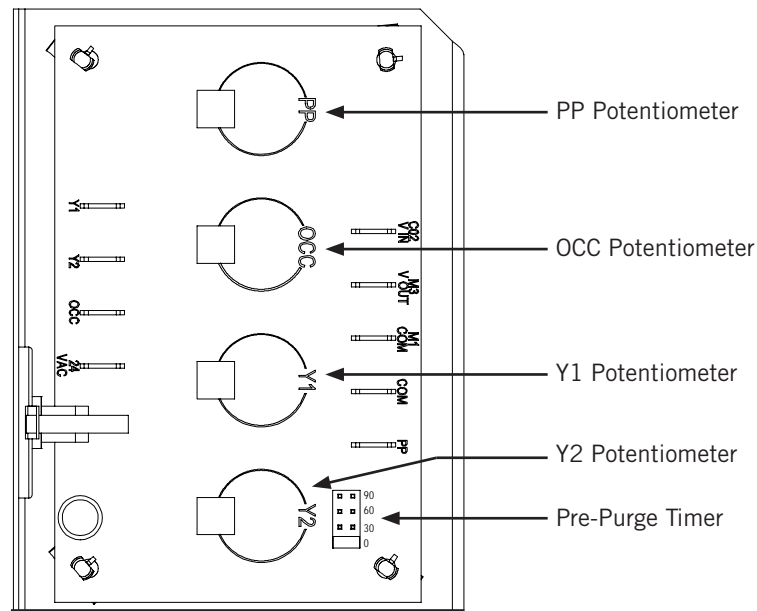 PP
PP Potentiometer
Y1
CO2
VIN
OCC
OCC Potentiometer
Y2
M3
V OUT
OCC
M1
COM
24
VAC
Y1
Y1 Potentiometer
COM
PP
Y2 Potentiometer
Y2
90
60
30
0
Pre-Purge Timer